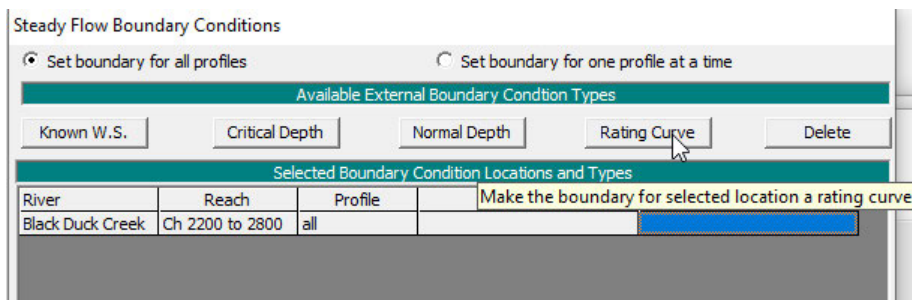 Steady Flow Boundary Conditions
Set boundary for all profiles Set boundary for one profile at a time
Available External Boundary Condtion Types
Known W.S. Critical Depth Normal Depth Rating Curve Delete
Selected Boundary Condition Locations and Types
River Reach Profile Make the boundary for selected location a rating curve
Black Duck Creek Ch 2200 to 2800 all